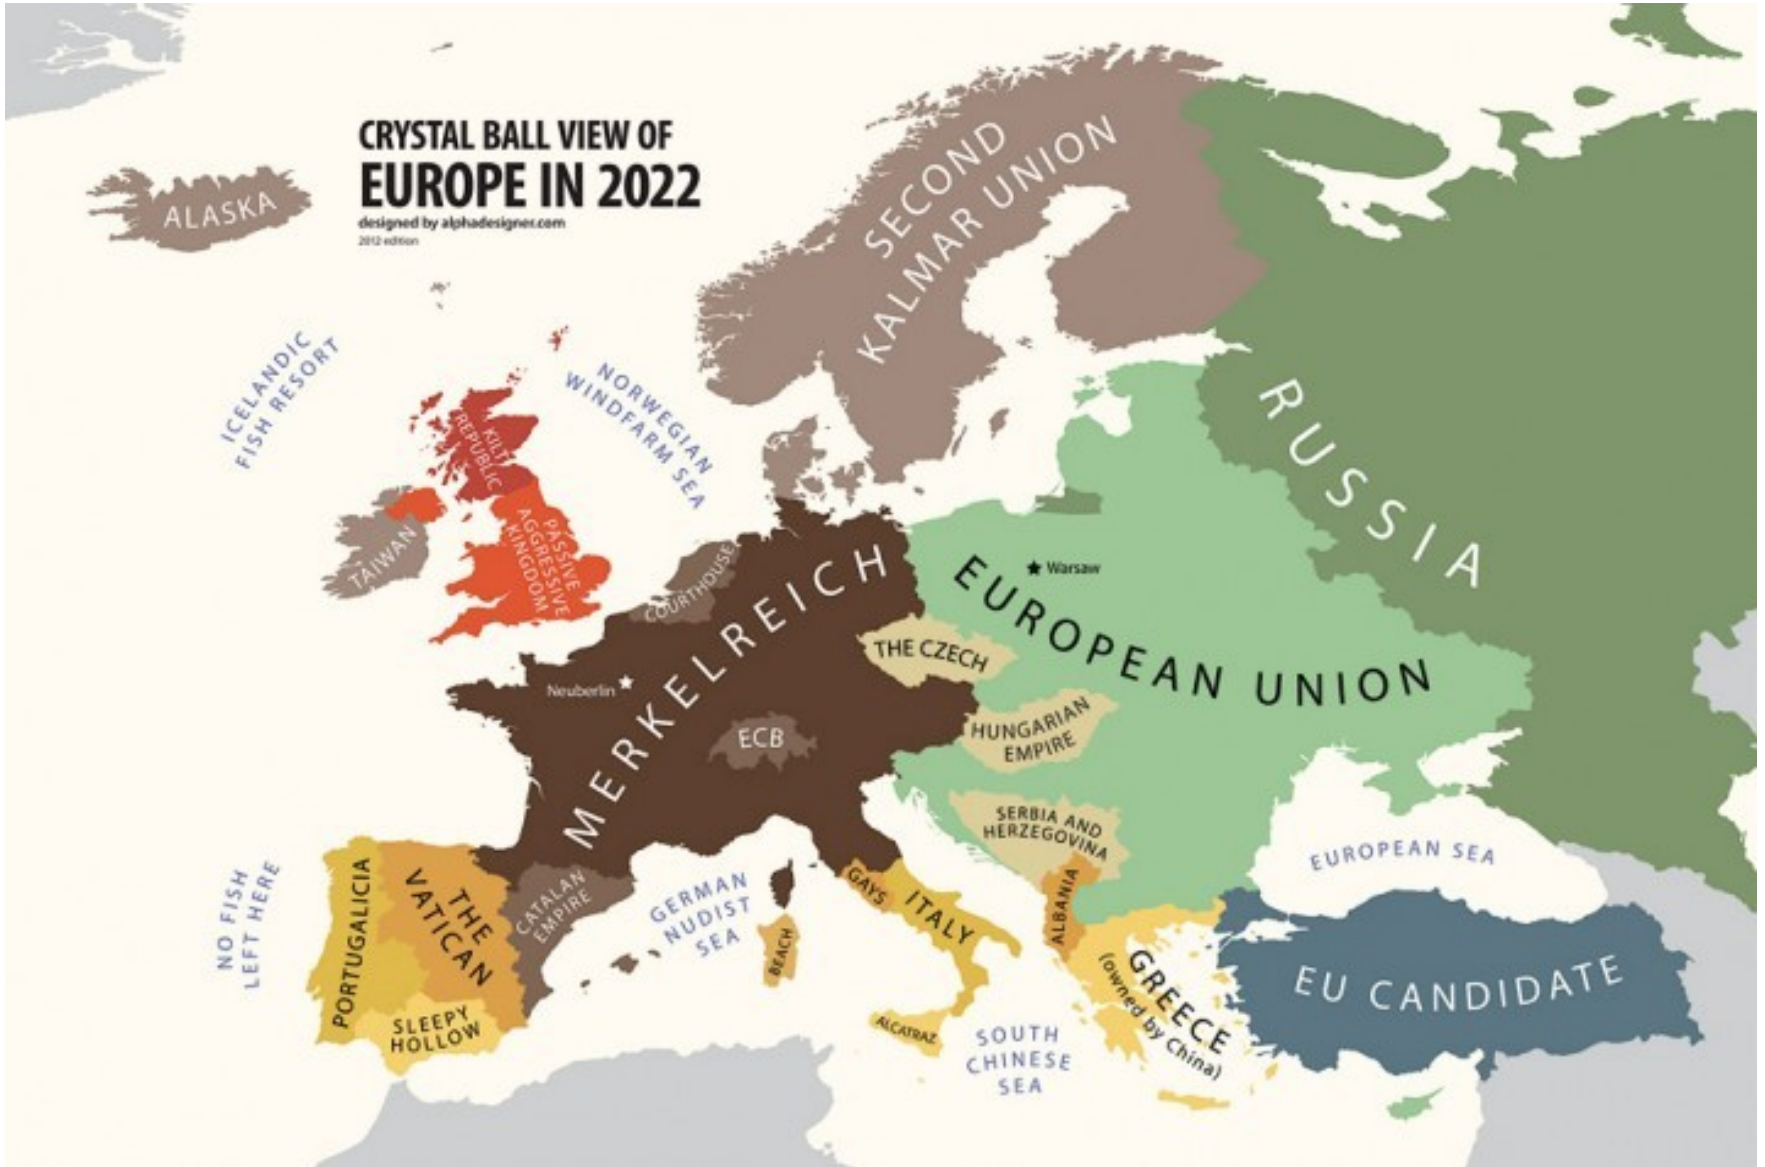 CRYSTAL BALL VIEW OF
EUROPE IN 2022
designed by alphadesigner.com
2012 edition
ALASKA
SECOND
KALMAR UNION
ICELANDIC
FISH RESORT
NORWEGIAN
WINDFARM SEA
KILT
REPUBLIC
RUSSIA
PASSIVE
AGGRESSIVE
KINGDOM
TAIWAN
COURTHOUSE
MERKELREICH
Neuberlin
Warsaw
EUROPEAN UNION
THE CZECH
HUNGARIAN
EMPIRE
ECB
SERBIA AND
HERZEGOVINA
EUROPEAN SEA
NO FISH
LEFT HERE
PORTUGALICIA
THE
VATICAN
CATALAN
EMPIRE
GERMAN
NUDIST
SEA
GAYS
ITALY
ALBANIA
BEACH
SLEEPY
HOLLOW
ALCATRAZ
SOUTH
CHINESE
SEA
GREECE
(owned by China)
EU CANDIDATE